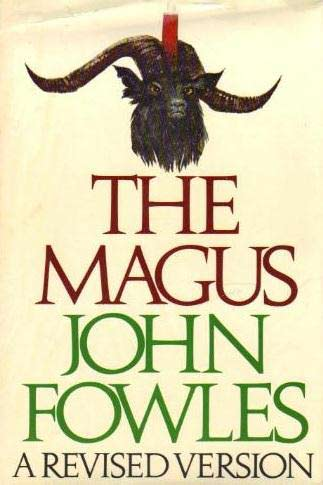 THE
MAGUS
JOHN
FOWLES
A REVISED VERSION